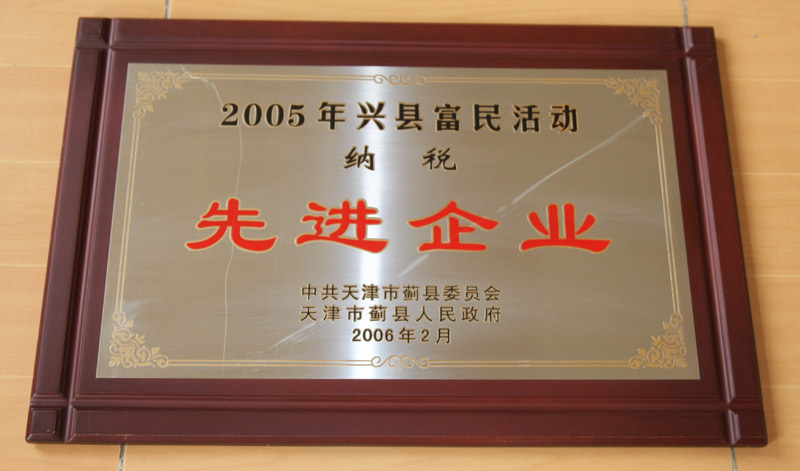 2005年兴县富民活动
纳 税
先进企业
中共天津市蓟县委员会
天津市蓟县人民政府
2006年2月